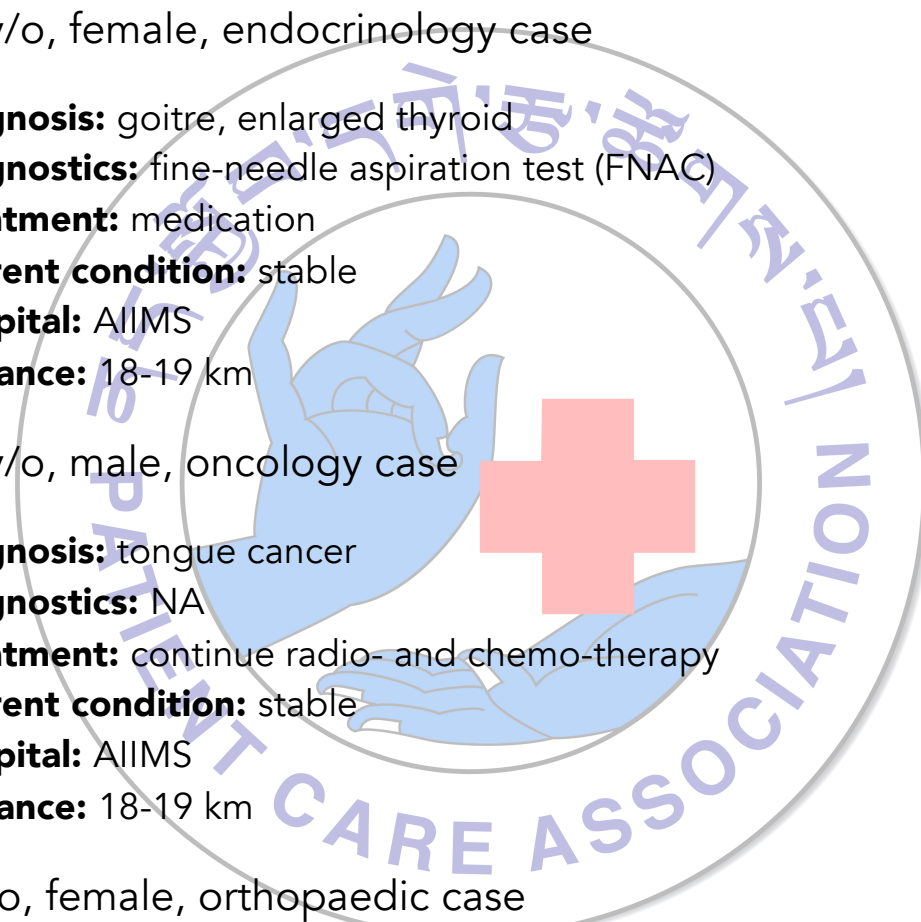 /o, female, endocrinology case
gnosis: goitre, enlarged thyroid
gnostics: fine-needle aspiration test (FNAC)
atment: medication
rent condition: stable
pital: AIIMS
ance: 18-19 km
/o, male, oncology case
gnosis: tongue cancer
gnostics: NA
atment: continue radio- and chemo-therapy
rent condition: stable
pital: AIIMS
ance: 18-19 km
o, female, orthopaedic case
PATIENT CARE ASSOCIATION